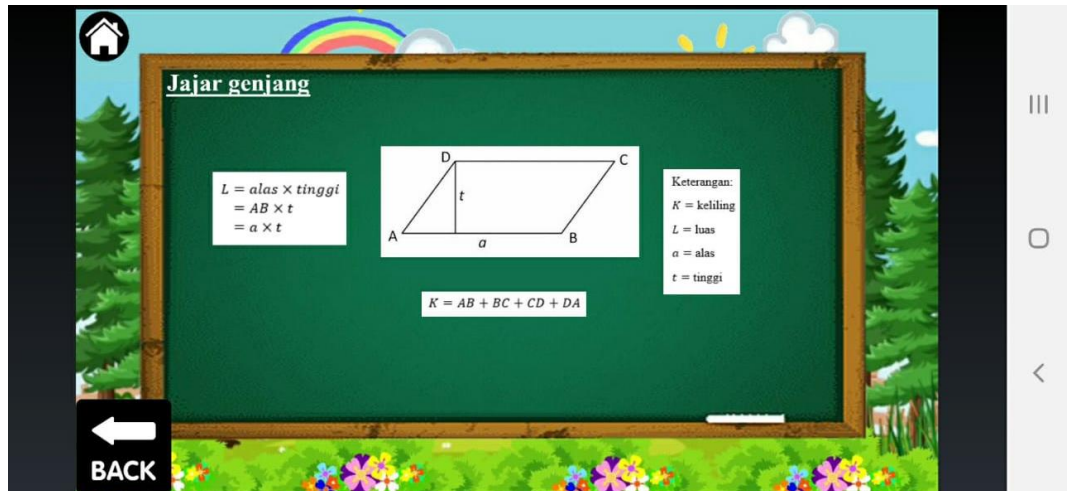 Jajar genjang
L = alas × tinggi
= AB × t
= a × t
D
C
t
A
a
B
Keterangan:
K = keliling
L = luas
a = alas
t = tinggi
K = AB + BC + CD + DA
BACK